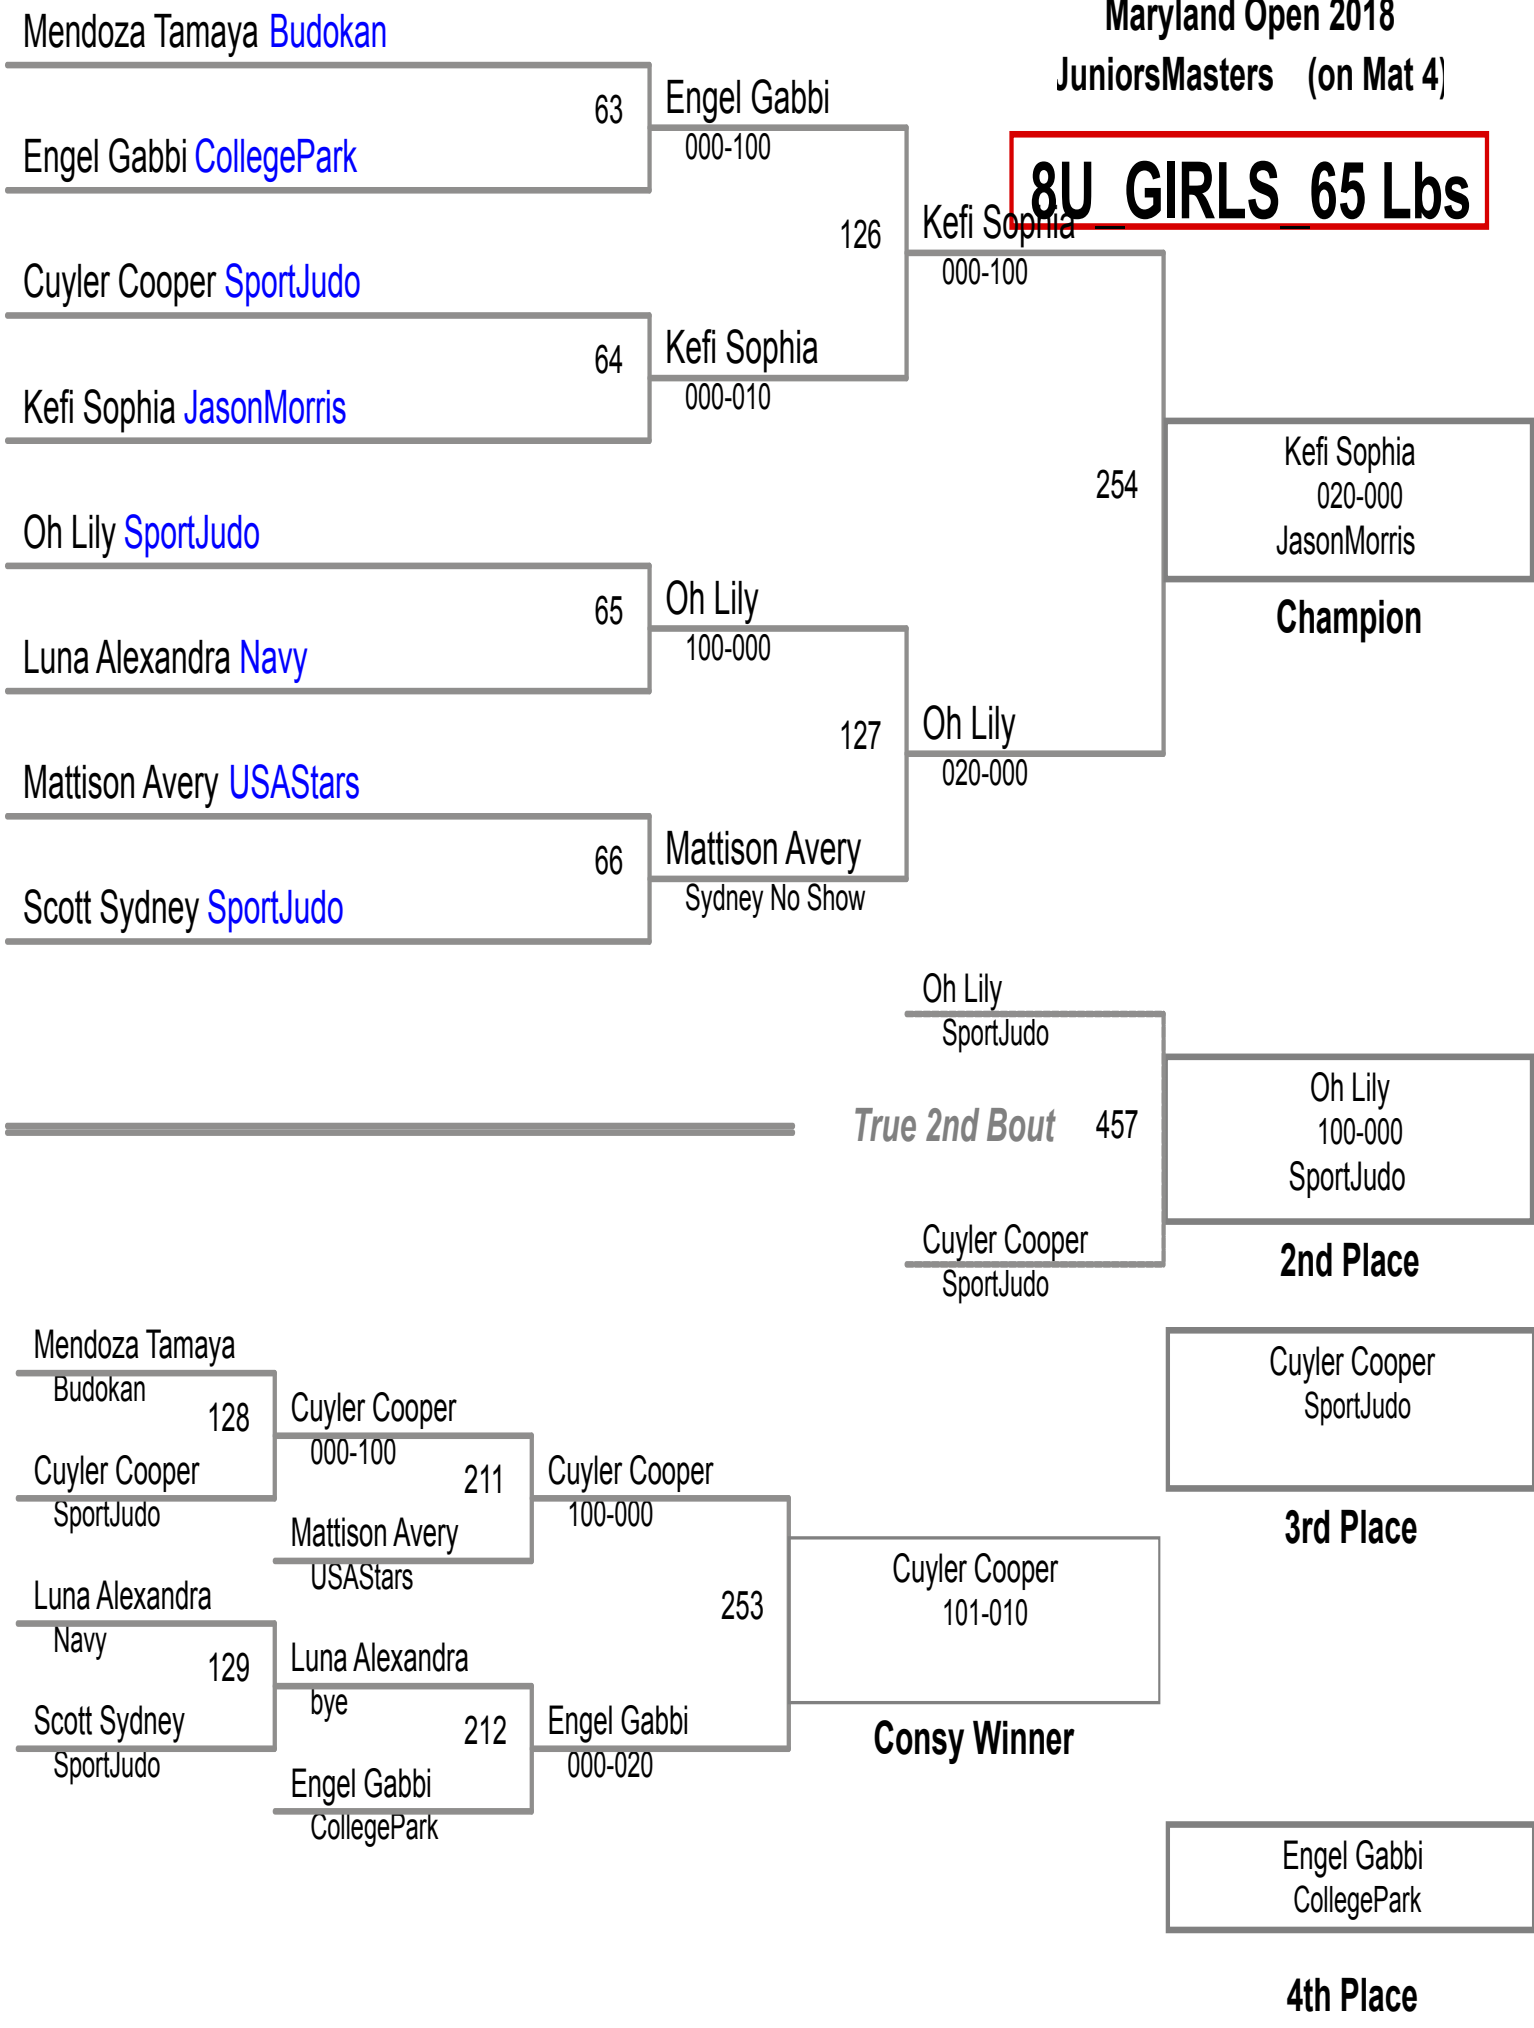 Maryland Open 2018
JuniorsMasters (on Mat 4)
8U_GIRLS_65 Lbs
Mendoza Tamaya Budokan
63
Engel Gabbi CollegePark
Engel Gabbi
000-100
126
Cuyler Cooper SportJudo
64
Kefi Sophia JasonMorris
Kefi Sophia
000-010
Kefi Sophia
000-100
254
Oh Lily SportJudo
65
Luna Alexandra Navy
Oh Lily
100-000
127
Mattison Avery USAStars
66
Scott Sydney SportJudo
Mattison Avery
Sydney No Show
Oh Lily
020-000
Kefi Sophia
020-000
JasonMorris
Champion
Oh Lily
SportJudo
True 2nd Bout 457
Cuyler Cooper
SportJudo
Oh Lily
100-000
SportJudo
2nd Place
Mendoza Tamaya
Budokan
128
Cuyler Cooper
SportJudo
Cuyler Cooper
000-100
211
Mattison Avery
USAStars
Cuyler Cooper
100-000
253
Luna Alexandra
Navy
129
Scott Sydney
SportJudo
Luna Alexandra
bye
212
Engel Gabbi
CollegePark
Engel Gabbi
000-020
Cuyler Cooper
101-010
Consy Winner
Cuyler Cooper
SportJudo
3rd Place
Engel Gabbi
CollegePark
4th Place